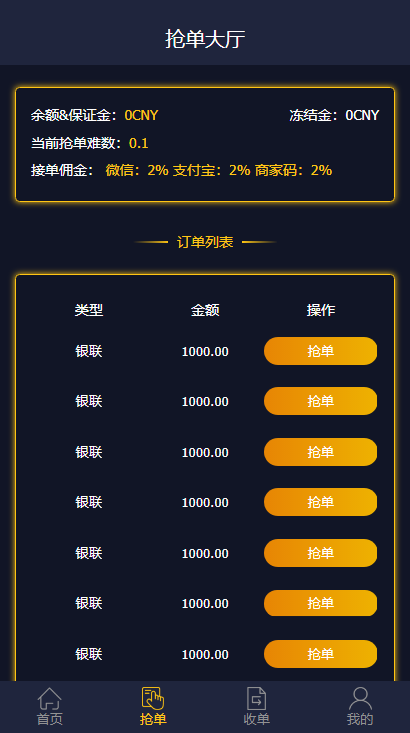 抢单大厅
余额&保证金：0CNY 冻结金：0CNY
当前抢单难数：0.1
接单佣金： 微信：2% 支付宝：2% 商家码：2%
订单列表
类型 金额 操作
银联 1000.00 抢单
银联 1000.00 抢单
银联 1000.00 抢单
银联 1000.00 抢单
银联 1000.00 抢单
银联 1000.00 抢单
银联 1000.00 抢单
首页 抢单 收单 我的